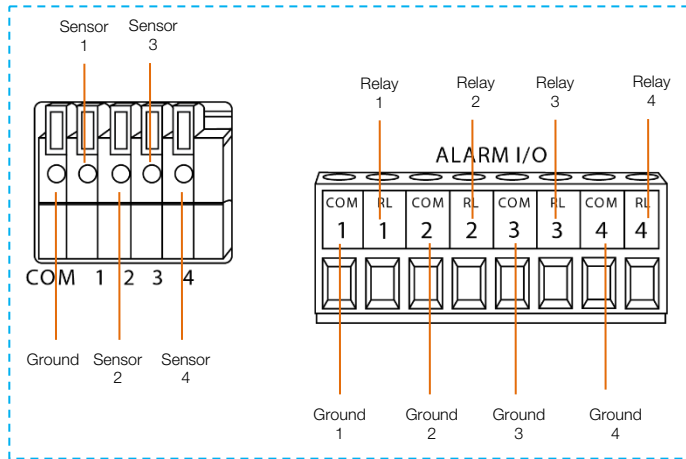 Sensor
1
Sensor
3
COM 1 2 3 4
Ground
Sensor
2
Sensor
4
Relay
1
Relay
2
Relay
3
Relay
4
ALARM I/O
COM RL COM RL COM RL COM RL
1 1 2 2 3 3 4 4
Ground
1
Ground
2
Ground
3
Ground
4